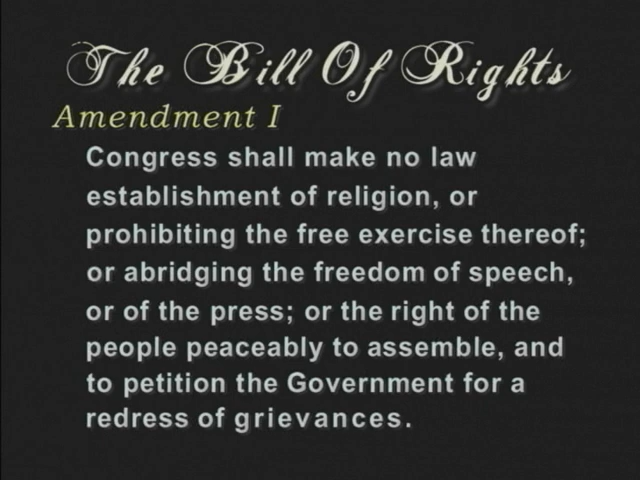 The Bill Of Rights
Amendment I
Congress shall make no law
establishment of religion, or
prohibiting the free exercise thereof;
or abridging the freedom of speech,
or of the press; or the right of the
people peaceably to assemble, and
to petition the Government for a
redress of grievances.